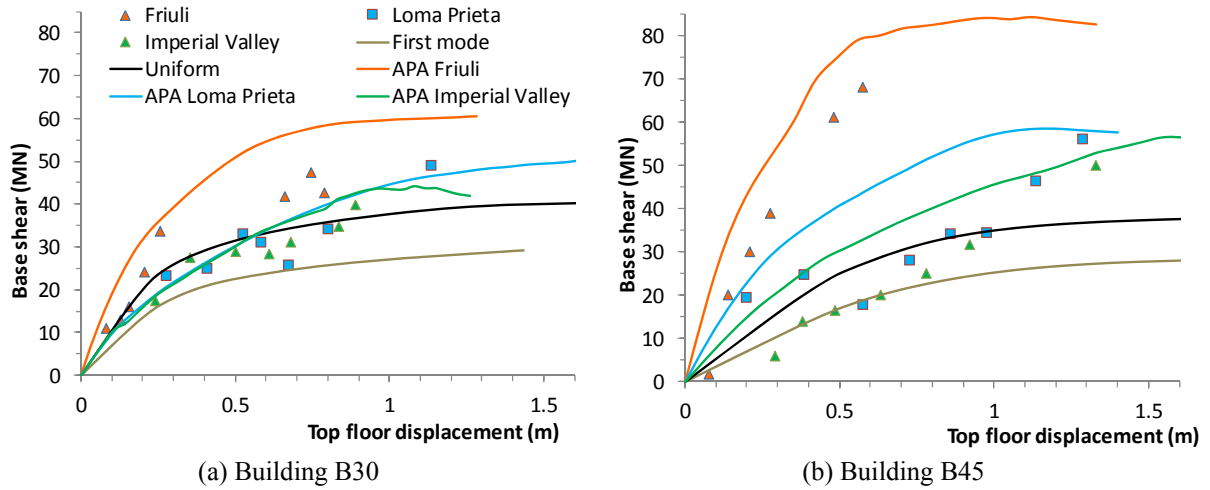 Friuli
Loma Prieta
Imperial Valley
First mode
Uniform
APA Friuli
APA Loma Prieta
APA Imperial Valley
80
70
60
50
40
30
20
10
0
Base shear (MN)
0
0.5
1
1.5
Top floor displacement (m)
(a) Building B30
80
70
60
50
40
30
20
10
0
Base shear (MN)
0
0.5
1
1.5
Top floor displacement (m)
(b) Building B45